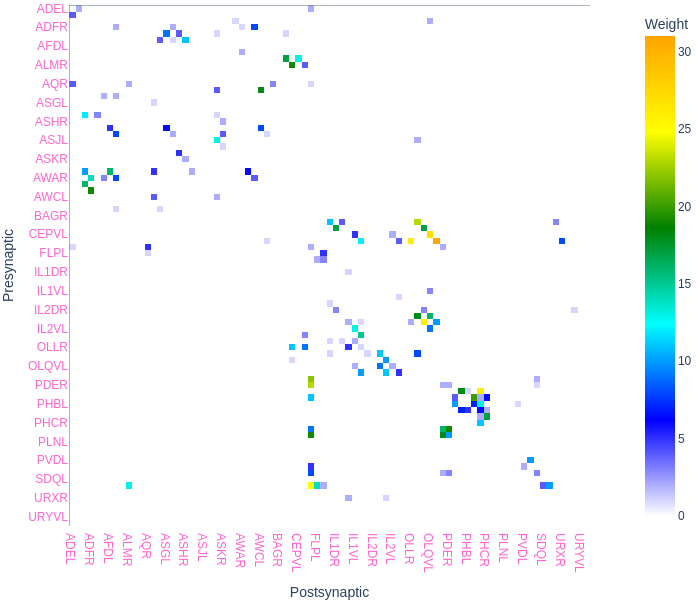 Weight
30
25
20
15
10
5
0
Presynaptic
ADEL
ADFR
AFDL
ALMR
AQR
ASGL
ASHR
ASJL
ASKR
AWAR
AWCL
BAGR
CEPVL
FLPL
IL1DR
IL1VL
IL2DR
IL2VL
OLLR
OLQVL
PDER
PHBL
PHCR
PLNL
PVDL
SDQL
URXR
URYVL
ADEL ADFR AFDL ALMR AQR ASGL ASHR ASJL ASKR AWAR AWCL BAGR CEPVL FLPL IL1DR IL1VL IL2DR IL2VL OLLR OLQVL PDER PHBL PHCR PLNL PVDL SDQL URXR URYVL
Postsynaptic